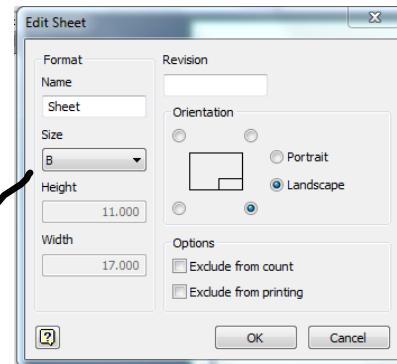 Edit Sheet
Format
Name
Sheet
Size
B
Height
11.000
Width
17.000
Revision
Orientation
Portrait
Landscape
Options
Exclude from count
Exclude from printing
OK
Cancel